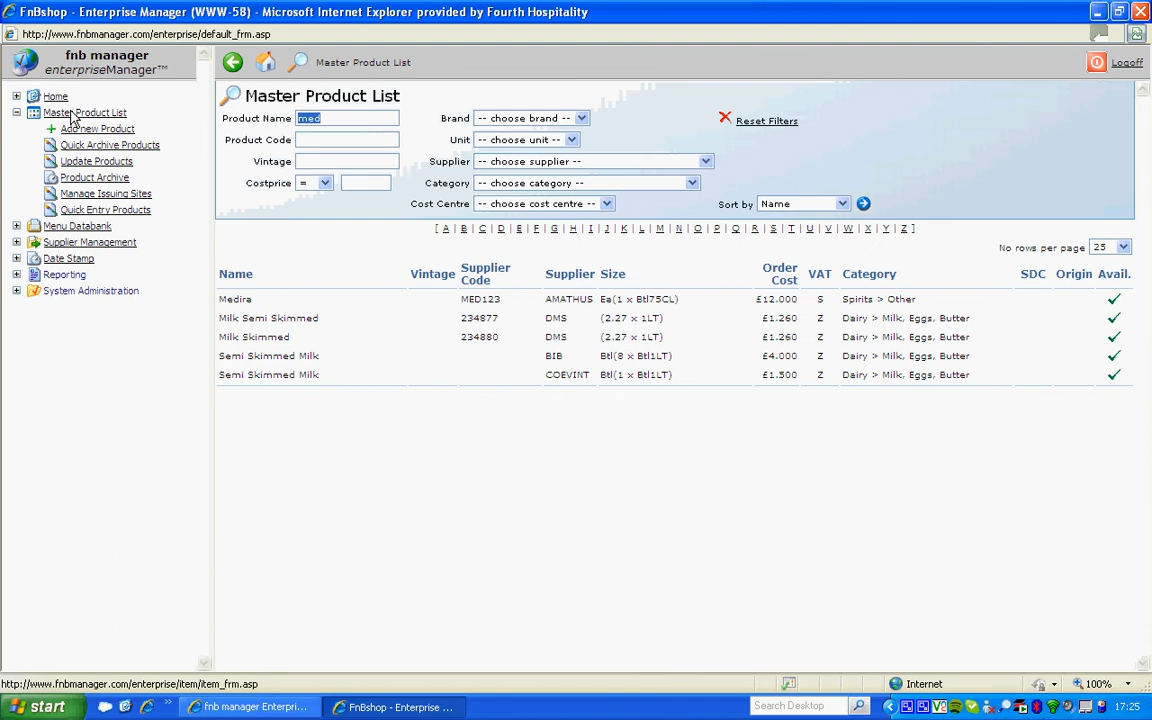 FnBshop - Enterprise Manager (WWW-58) - Microsoft Internet Explorer provided by Fourth Hospitality
http://www.fnbmanager.com/enterprise/default_frm.asp
fnb manager
enterpriseManager™
Master Product List
Logoff
Home
Master Product List
Add new Product
Quick Archive Products
Update Products
Product Archive
Manage Issuing Sites
Quick Entry Products
Menu Databank
Supplier Management
Date Stamp
Reporting
System Administration
Master Product List
Product Name med Brand -- choose brand -- Reset Filters
Product Code Unit -- choose unit --
Vintage Supplier -- choose supplier --
Costprice = Category -- choose category --
Cost Centre -- choose cost centre -- Sort by Name
[ A | B | C | D | E | F | G | H | I | J | K | L | M | N | O | P | Q | R | S | T | U | V | W | X | Y | Z ]
No rows per page 25
Name Vintage Supplier Code Supplier Size Order Cost VAT Category SDC Origin Avail.
Medira MED123 AMATHUS Ea(1 x Btl75CL) £12.000 S Spirits > Other
Milk Semi Skimmed 234877 DMS (2.27 x 1LT) £1.260 Z Dairy > Milk, Eggs, Butter
Milk Skimmed 234880 DMS (2.27 x 1LT) £1.260 Z Dairy > Milk, Eggs, Butter
Semi Skimmed Milk BIB Btl(8 x Btl1LT) £4.000 Z Dairy > Milk, Eggs, Butter
Semi Skimmed Milk COEVINT Btl(1 x Btl1LT) £1.500 Z Dairy > Milk, Eggs, Butter
http://www.fnbmanager.com/enterprise/item/item_frm.asp
Internet 100%
start fnb manager Enterpri... FnBshop - Enterprise ... Search Desktop 17:25